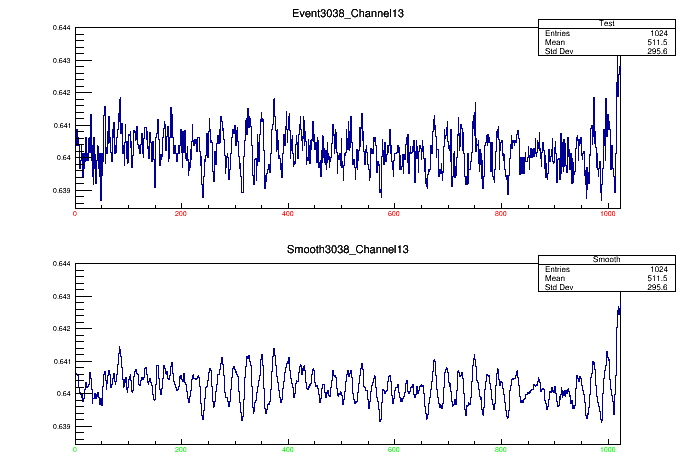 Event3038_Channel13
Test
Entries 1024
Mean 511.5
Std Dev 295.6
0.644
0.643
0.642
0.641
0.64
0.639
0 200 400 600 800 1000
Smooth3038_Channel13
Smooth
Entries 1024
Mean 511.5
Std Dev 295.6
0.644
0.643
0.642
0.641
0.64
0.639
0 200 400 600 800 1000